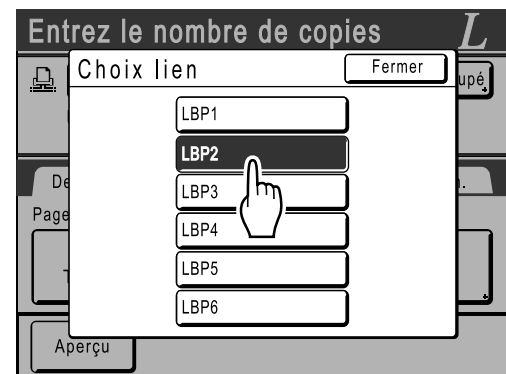 Entrez le nombre de copies L
Choix lien Fermer
upé
LBP1
LBP2
De LBP3 n.
Page
LBP4
LBP5
LBP6
Aperçu